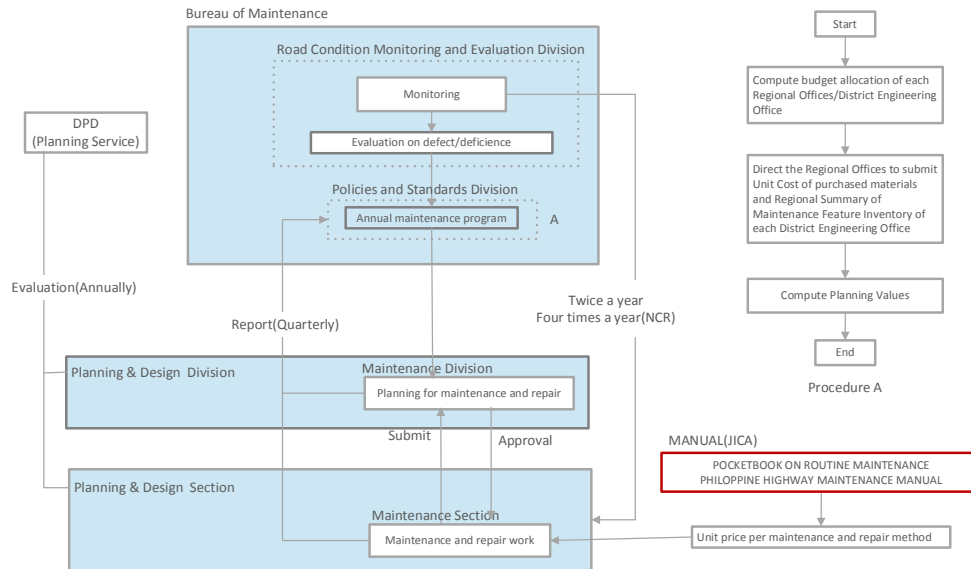 Bureau of Maintenance
Road Condition Monitoring and Evaluation Division
Monitoring
Evaluation on defect/deficience
Policies and Standards Division
Annual maintenance program
A
DPD
(Planning Service)
Evaluation(Annually)
Report(Quarterly)
Twice a year
Four times a year(NCR)
Planning & Design Division
Maintenance Division
Planning for maintenance and repair
Submit
Approval
Planning & Design Section
Maintenance Section
Maintenance and repair work
Start
Compute budget allocation of each
Regional Offices/District Engineering
Office
Direct the Regional Offices to submit
Unit Cost of purchased materials
and Regional Summary of
Maintenance Feature Inventory of
each District Engineering Office
Compute Planning Values
End
Procedure A
MANUAL(JICA)
POCKETBOOK ON ROUTINE MAINTENANCE
PHILOPPINE HIGHWAY MAINTENANCE MANUAL
Unit price per maintenance and repair method